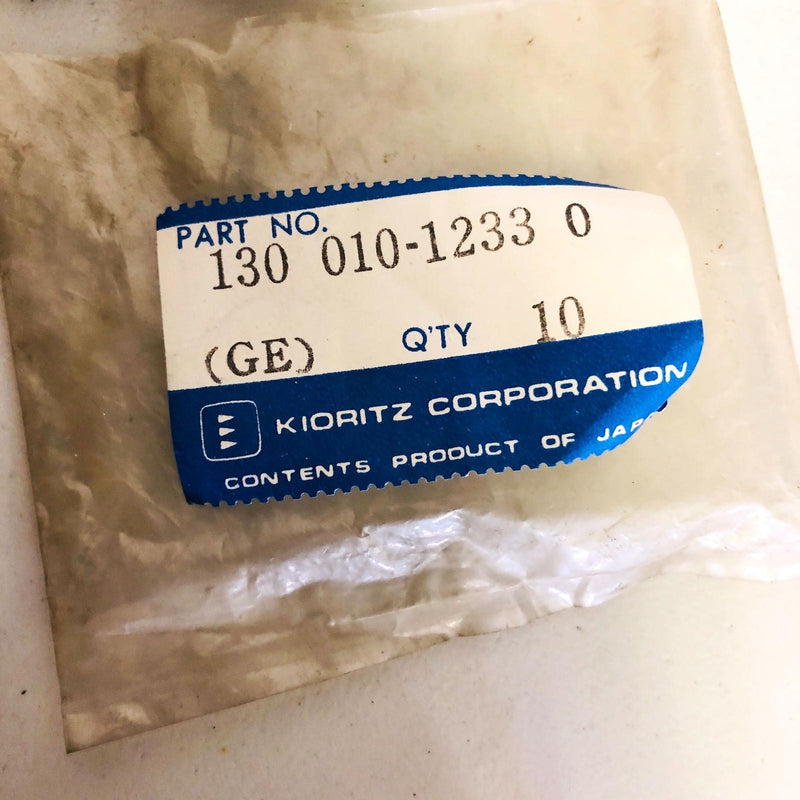 PART NO.
130 010-1233 0
(GE) Q'TY 10
KIORITZ CORPORATION
CONTENTS PRODUCT OF